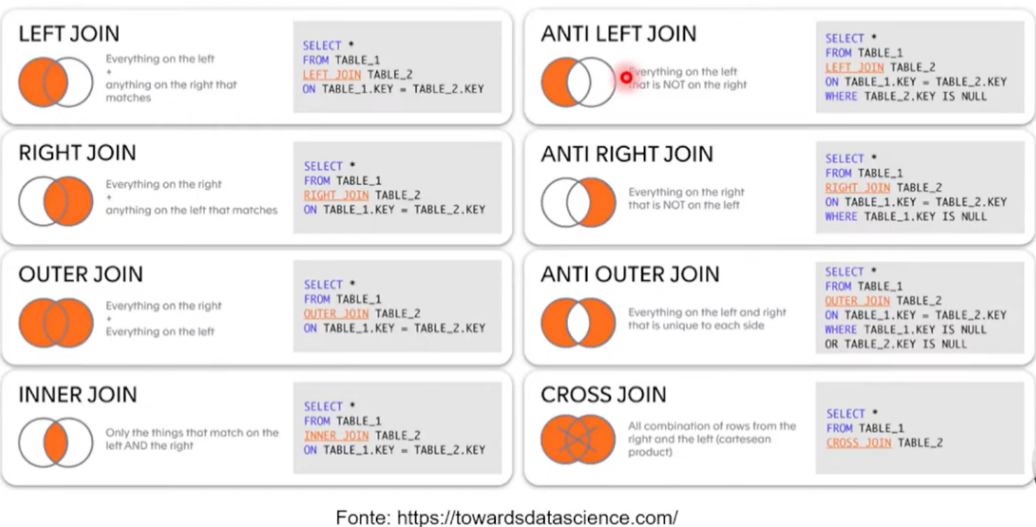 LEFT JOIN
Everything on the left
+
anything on the right that
matches
SELECT *
FROM TABLE_1
LEFT JOIN TABLE_2
ON TABLE_1.KEY = TABLE_2.KEY
ANTI LEFT JOIN
Everything on the left
that is NOT on the right
SELECT *
FROM TABLE_1
LEFT JOIN TABLE_2
ON TABLE_1.KEY = TABLE_2.KEY
WHERE TABLE_2.KEY IS NULL
RIGHT JOIN
Everything on the right
+
anything on the left that matches
SELECT *
FROM TABLE_1
RIGHT JOIN TABLE_2
ON TABLE_1.KEY = TABLE_2.KEY
ANTI RIGHT JOIN
Everything on the right
that is NOT on the left
SELECT *
FROM TABLE_1
RIGHT JOIN TABLE_2
ON TABLE_1.KEY = TABLE_2.KEY
WHERE TABLE_1.KEY IS NULL
OUTER JOIN
Everything on the right
+
Everything on the left
SELECT *
FROM TABLE_1
OUTER JOIN TABLE_2
ON TABLE_1.KEY = TABLE_2.KEY
ANTI OUTER JOIN
Everything on the left and right
that is unique to each side
SELECT *
FROM TABLE_1
OUTER JOIN TABLE_2
ON TABLE_1.KEY = TABLE_2.KEY
WHERE TABLE_1.KEY IS NULL
OR TABLE_2.KEY IS NULL
INNER JOIN
Only the things that match on the
left AND the right
SELECT *
FROM TABLE_1
INNER JOIN TABLE_2
ON TABLE_1.KEY = TABLE_2.KEY
CROSS JOIN
All combination of rows from the
right and the left (cartesean
product)
SELECT *
FROM TABLE_1
CROSS JOIN TABLE_2
Fonte: https://towardsdatascience.com/